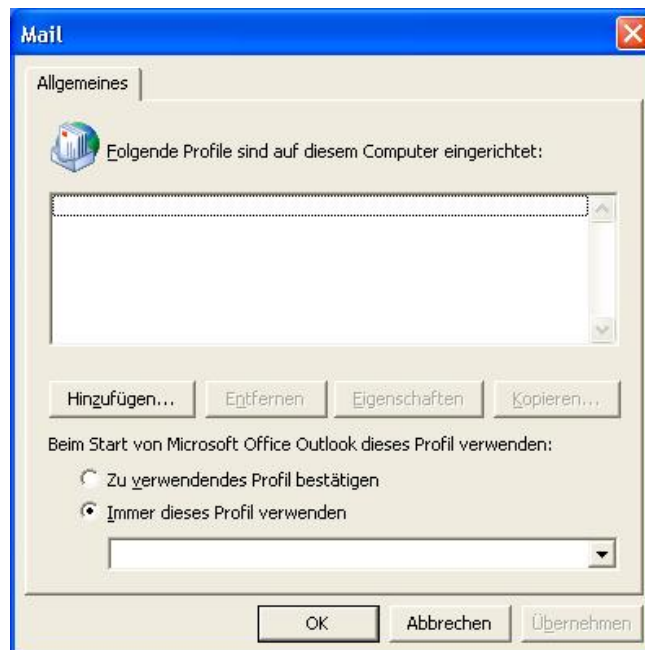 Mail
Allgemeines
Folgende Profile sind auf diesem Computer eingerichtet:
Hinzufügen... Entfernen Eigenschaften Kopieren...
Beim Start von Microsoft Office Outlook dieses Profil verwenden:
Zu verwendendes Profil bestätigen
Immer dieses Profil verwenden
OK Abbrechen Übernehmen